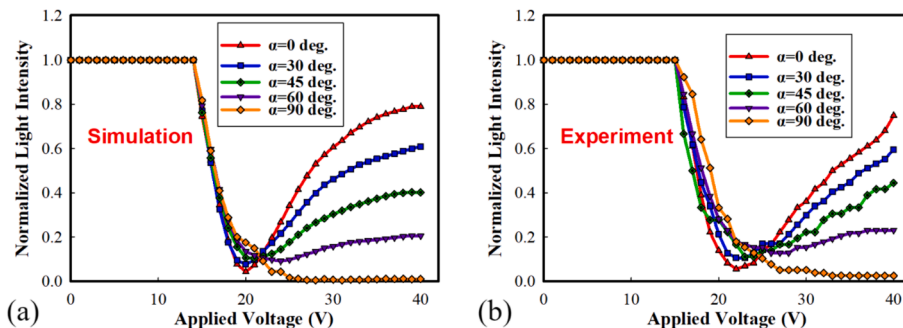 1.2
1.0
0.8
0.6
0.4
0.2
0.0
Normalized Light Intensity
α=0 deg.
α=30 deg.
α=45 deg.
α=60 deg.
α=90 deg.
Simulation
0
10
20
30
40
Applied Voltage (V)
(a)
1.2
1.0
0.8
0.6
0.4
0.2
0.0
Normalized Light Intensity
α=0 deg.
α=30 deg.
α=45 deg.
α=60 deg.
α=90 deg.
Experiment
0
10
20
30
40
Applied Voltage (V)
(b)